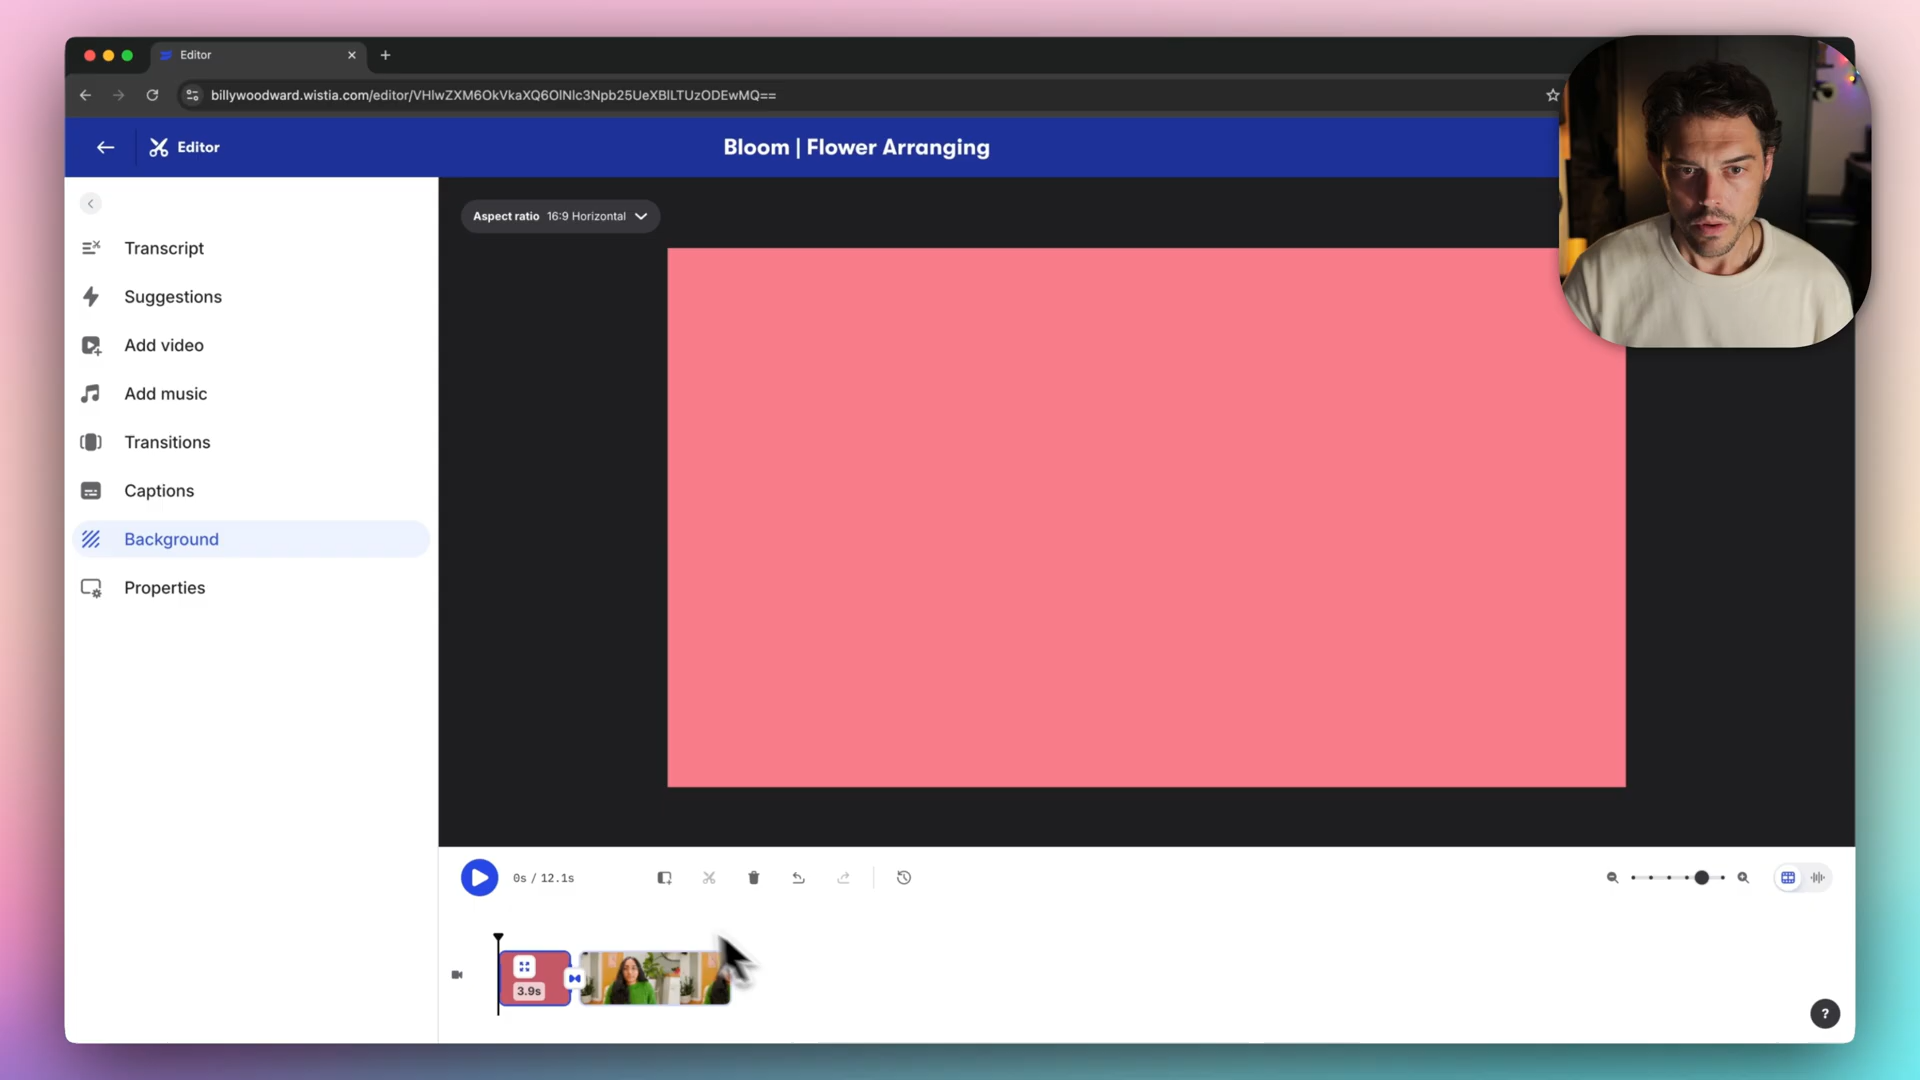 Editor
billywoodward.wistia.com/editor/VHlwZXM6OkVkaXQ6OlNlc3Npb25UeXBlLTUzODEwMQ==
Editor
Bloom | Flower Arranging
Aspect ratio 16:9 Horizontal
Transcript
Suggestions
Add video
Add music
Transitions
Captions
Background
Properties
0s / 12.1s
3.9s
?